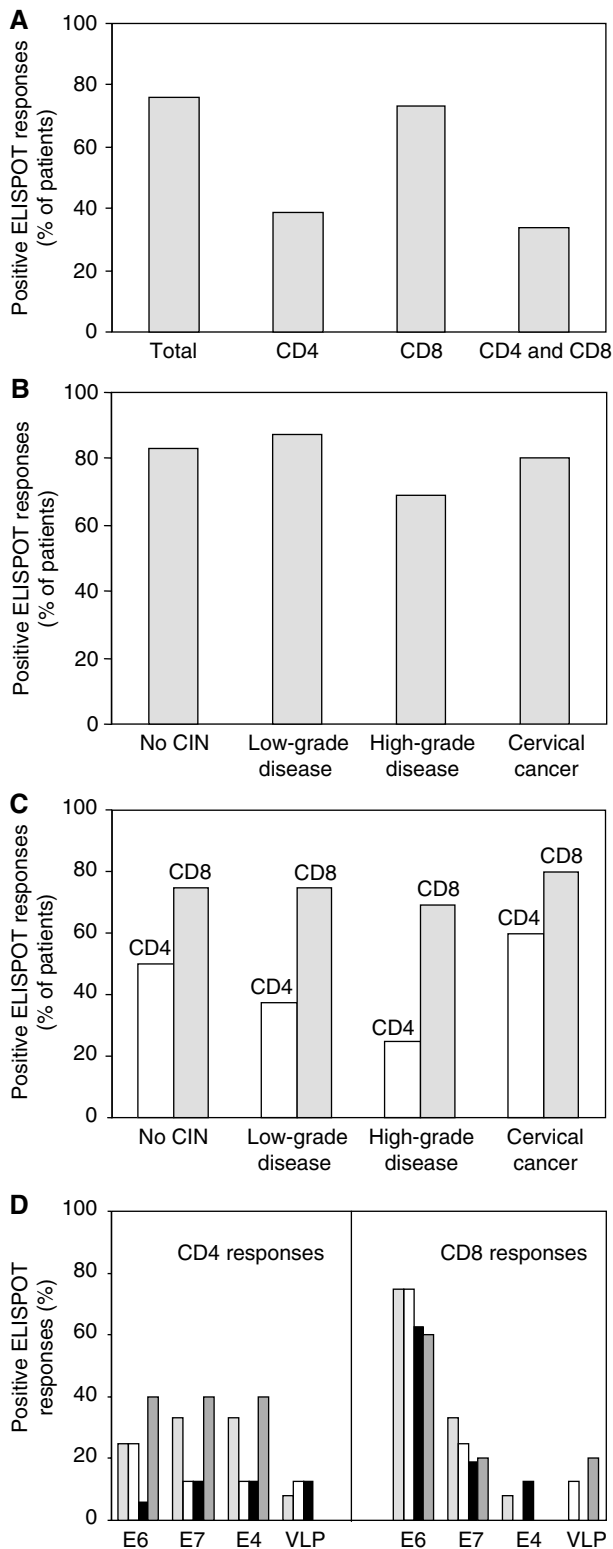 A
Positive ELISPOT responses
(% of patients)
100
80
60
40
20
0
Total
CD4
CD8
CD4 and CD8
B
Positive ELISPOT responses
(% of patients)
100
80
60
40
20
0
No CIN
Low-grade
disease
High-grade
disease
Cervical
cancer
C
Positive ELISPOT responses
(% of patients)
100
80
60
40
20
0
CD4
CD8
CD4
CD8
CD4
CD8
CD4
CD8
No CIN
Low-grade
disease
High-grade
disease
Cervical
cancer
D
Positive ELISPOT
responses (%)
100
80
60
40
20
0
CD4 responses
CD8 responses
E6
E7
E4
VLP
E6
E7
E4
VLP